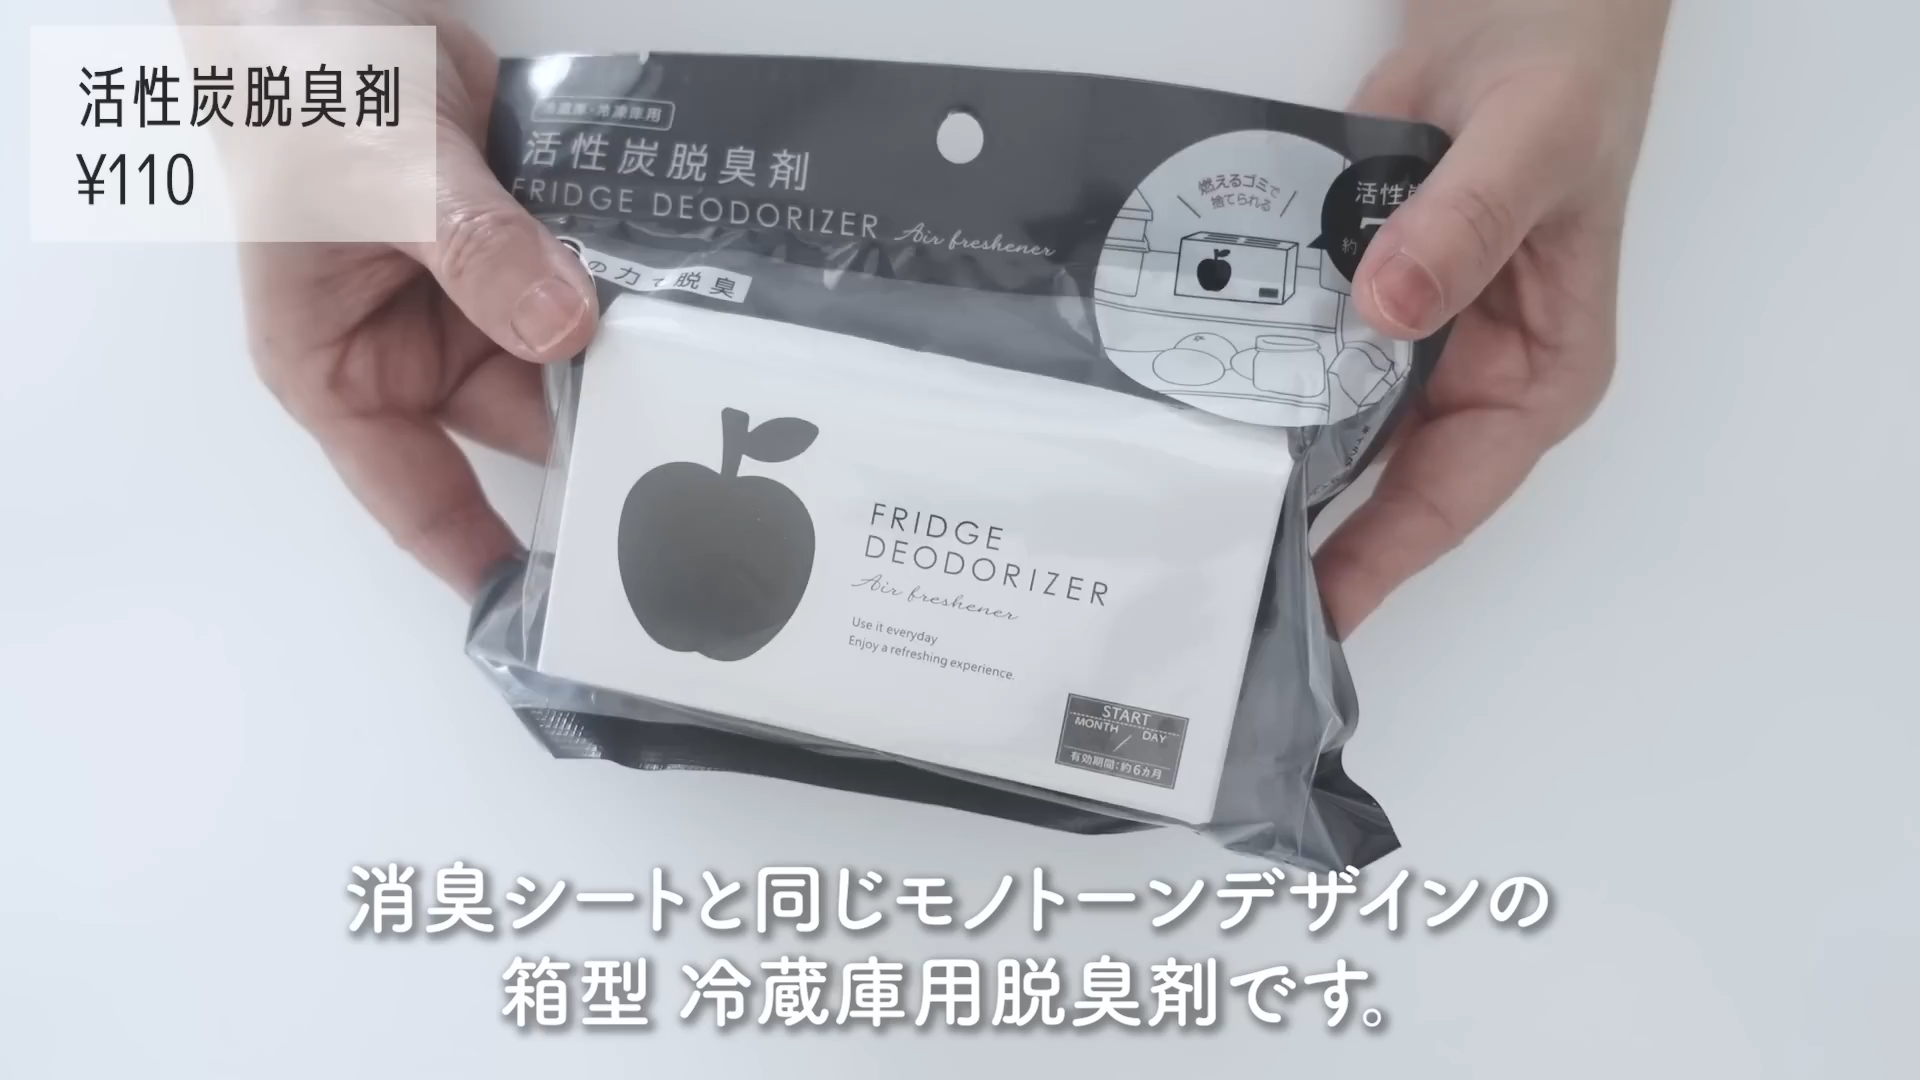 活性炭脱臭剤
¥110
冷蔵庫・冷凍庫用
活性炭脱臭剤
FRIDGE DEODORIZER Air freshener
の力で脱臭
燃えるゴミで
捨てられる
活性炭
約
FRIDGE
DEODORIZER
Air freshener
Use it everyday
Enjoy a refreshing experience.
START
MONTH / DAY
有効期間:約6カ月
消臭シートと同じモノトーンデザインの
箱型 冷蔵庫用脱臭剤です。